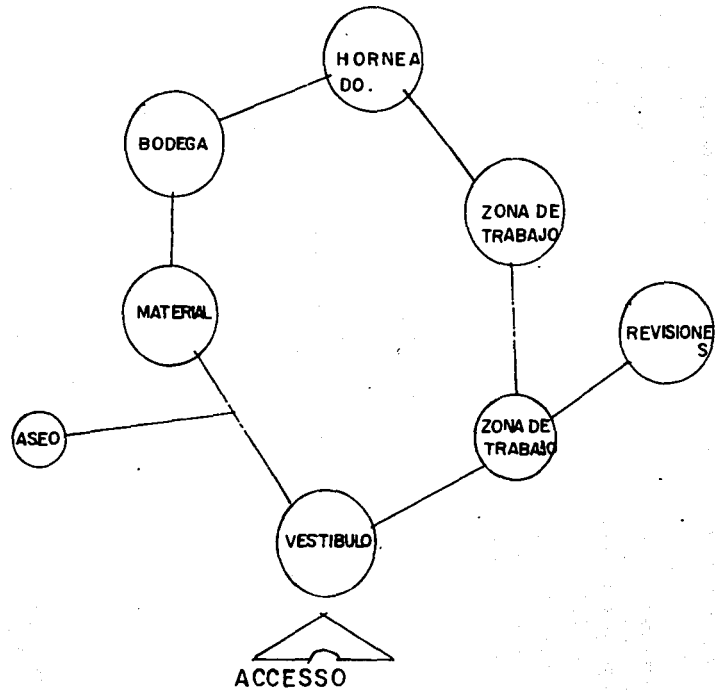 HORNEA
DO.
BODEGA
ZONA DE
TRABAJO
MATERIAL
REVISIONE
S
ASEO
ZONA DE
TRABAJO
VESTIBULO
ACCESSO